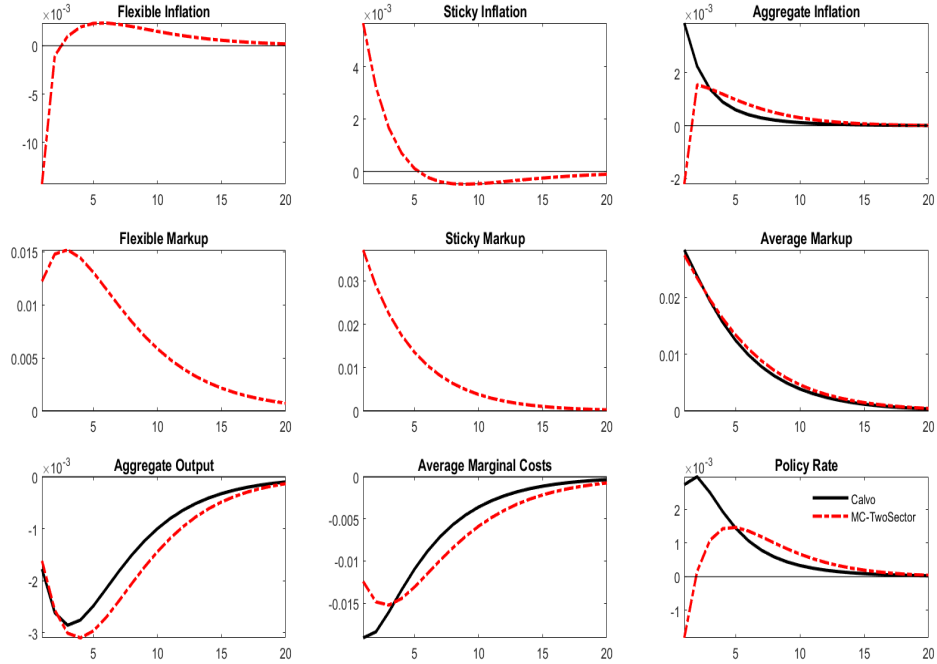 Flexible Inflation
×10⁻³
0
-5
-10
5 10 15 20
Sticky Inflation
×10⁻³
4
2
0
5 10 15 20
Aggregate Inflation
×10⁻³
2
0
-2
5 10 15 20
Flexible Markup
0.015
0.01
0.005
0
5 10 15 20
Sticky Markup
0.03
0.02
0.01
0
5 10 15 20
Average Markup
0.02
0.01
0
5 10 15 20
Aggregate Output
×10⁻³
0
-1
-2
-3
5 10 15 20
Average Marginal Costs
0
-0.005
-0.01
-0.015
5 10 15 20
Policy Rate
×10⁻³
2
1
0
-1
5 10 15 20
Calvo
MC-TwoSector